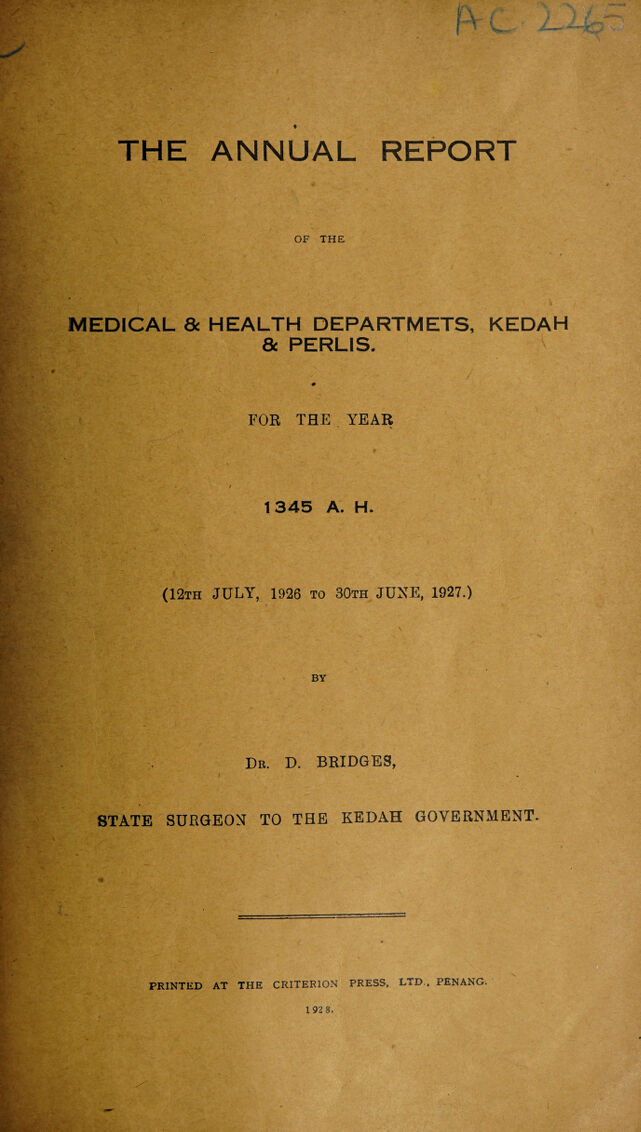 AC. 2265
THE ANNUAL REPORT
OF THE
MEDICAL & HEALTH DEPARTMETS, KEDAH
& PERLIS.
FOR THE YEAR
1345 A. H.
(12TH JULY, 1926 TO 30TH JUNE, 1927.)
BY
DR. D. BRIDGES,
STATE SURGEON TO THE KEDAH GOVERNMENT.
PRINTED AT THE CRITERION PRESS, LTD., PENANG.
1928.